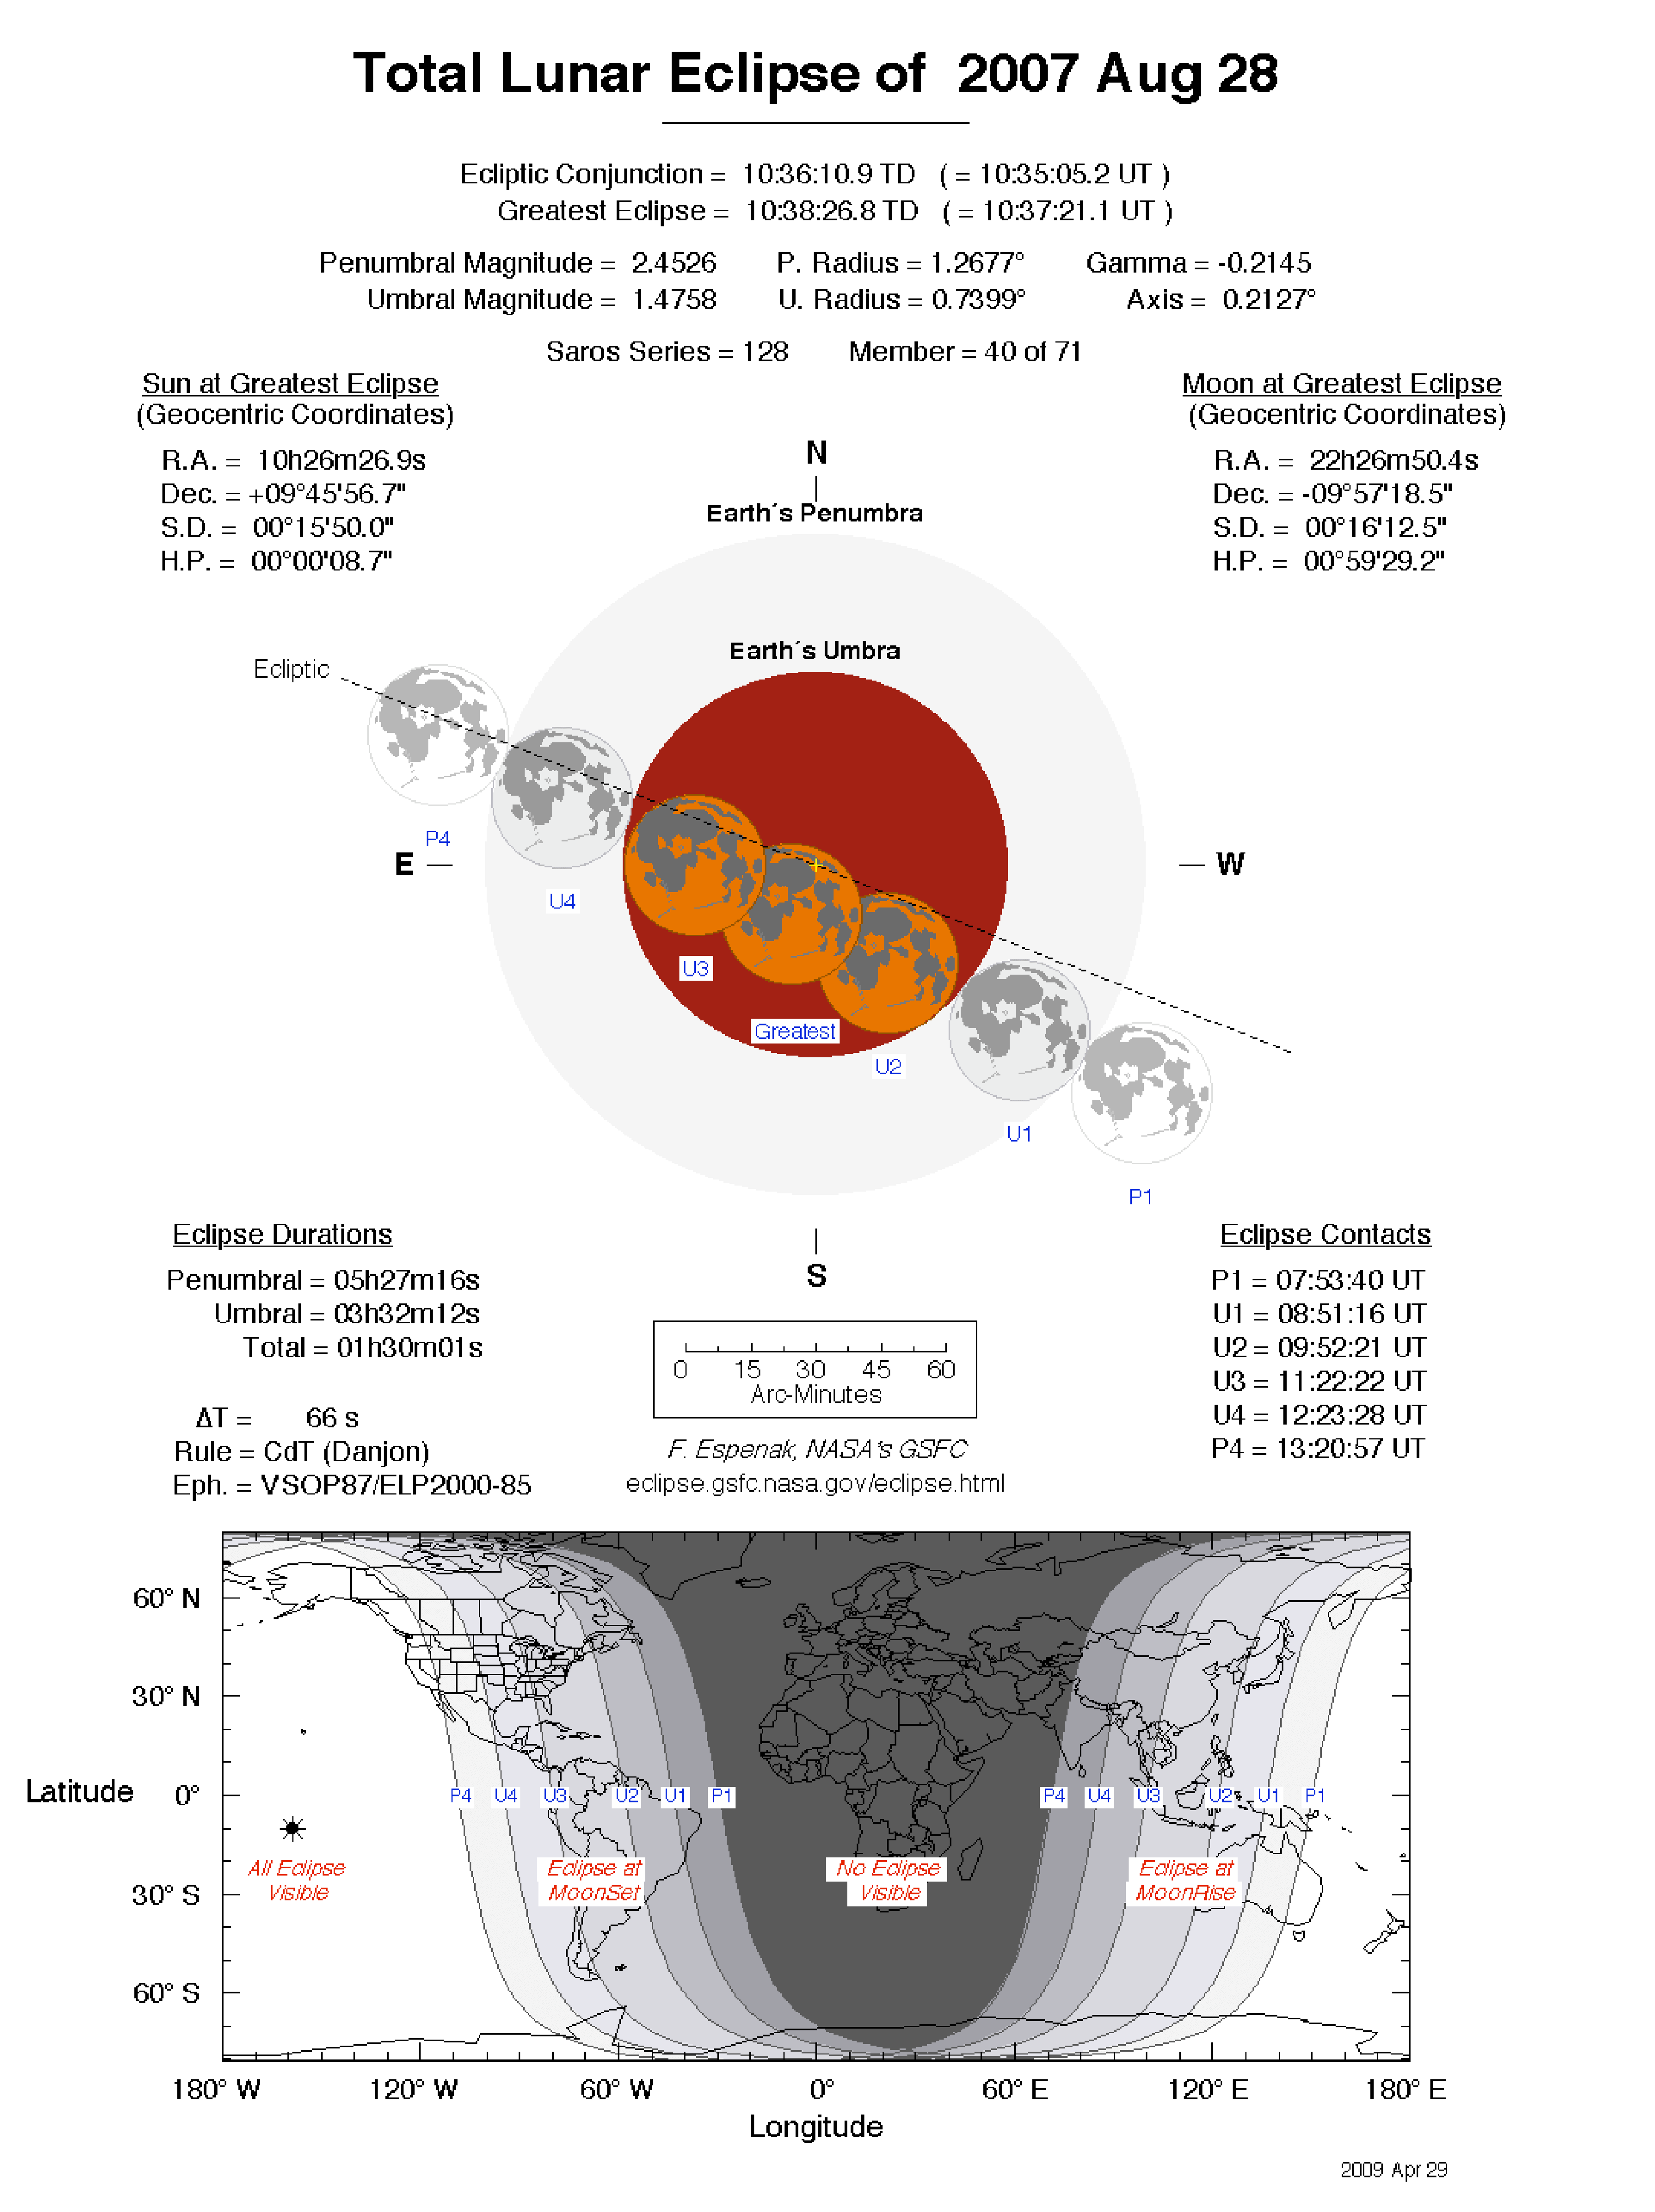 Total Lunar Eclipse of 2007 Aug 28
Ecliptic Conjunction = 10:36:10.9 TD ( = 10:35:05.2 UT )
Greatest Eclipse = 10:38:26.8 TD ( = 10:37:21.1 UT )
Penumbral Magnitude = 2.4526 P. Radius = 1.2677° Gamma = -0.2145
Umbral Magnitude = 1.4758 U. Radius = 0.7399° Axis = 0.2127°
Saros Series = 128 Member = 40 of 71
Sun at Greatest Eclipse
(Geocentric Coordinates)
R.A. = 10h26m26.9s
Dec. = +09°45'56.7"
S.D. = 00°15'50.0"
H.P. = 00°00'08.7"
Moon at Greatest Eclipse
(Geocentric Coordinates)
R.A. = 22h26m50.4s
Dec. = -09°57'18.5"
S.D. = 00°16'12.5"
H.P. = 00°59'29.2"
N
Earth´s Penumbra
Earth´s Umbra
Ecliptic
P4
E
W
U4
U3
Greatest
U2
U1
P1
S
Eclipse Durations
Penumbral = 05h27m16s
Umbral = 03h32m12s
Total = 01h30m01s
ΔT = 66 s
Rule = CdT (Danjon)
Eph. = VSOP87/ELP2000-85
0 15 30 45 60
Arc-Minutes
F. Espenak, NASA's GSFC
eclipse.gsfc.nasa.gov/eclipse.html
Eclipse Contacts
P1 = 07:53:40 UT
U1 = 08:51:16 UT
U2 = 09:52:21 UT
U3 = 11:22:22 UT
U4 = 12:23:28 UT
P4 = 13:20:57 UT
60° N
30° N
Latitude 0°
30° S
60° S
P4 U4 U3 U2 U1 P1 P4 U4 U3 U2 U1 P1
All Eclipse
Visible
Eclipse at
MoonSet
No Eclipse
Visible
Eclipse at
MoonRise
180° W 120° W 60° W 0° 60° E 120° E 180° E
Longitude
2009 Apr 29